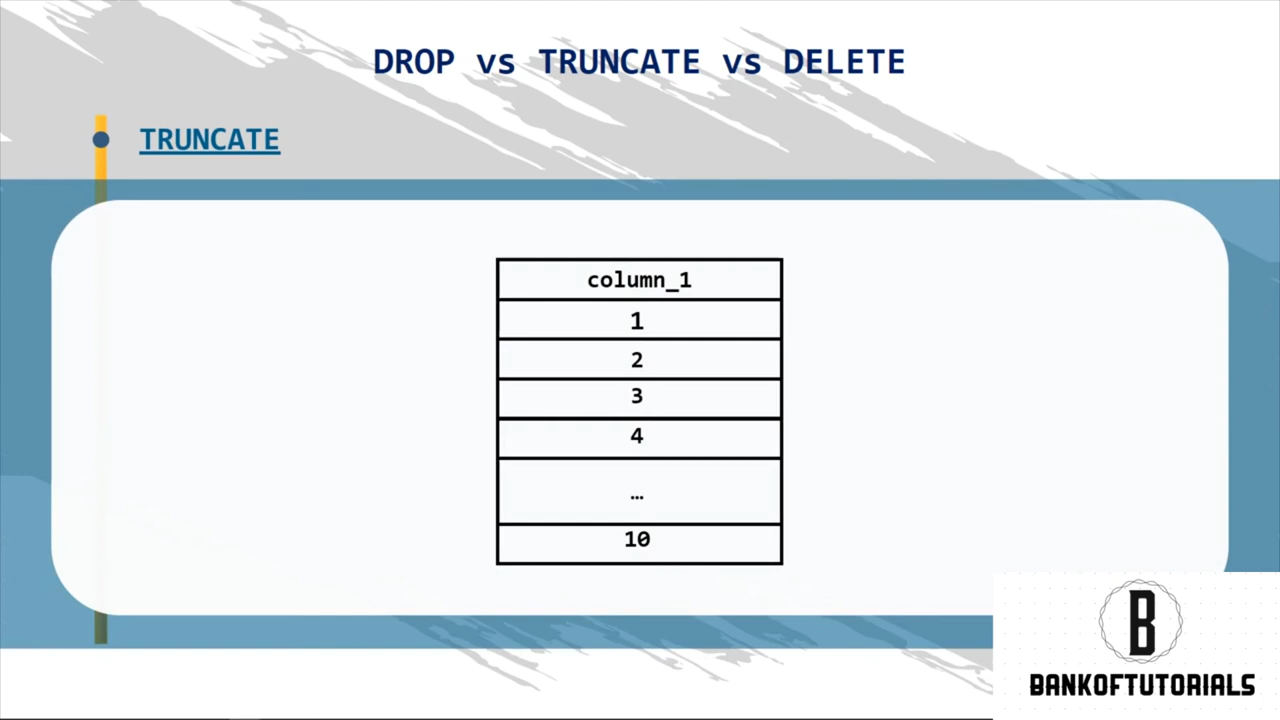 DROP vs TRUNCATE vs DELETE
TRUNCATE
column_1
1
2
3
4
…
10
B
BANKOFTUTORIALS